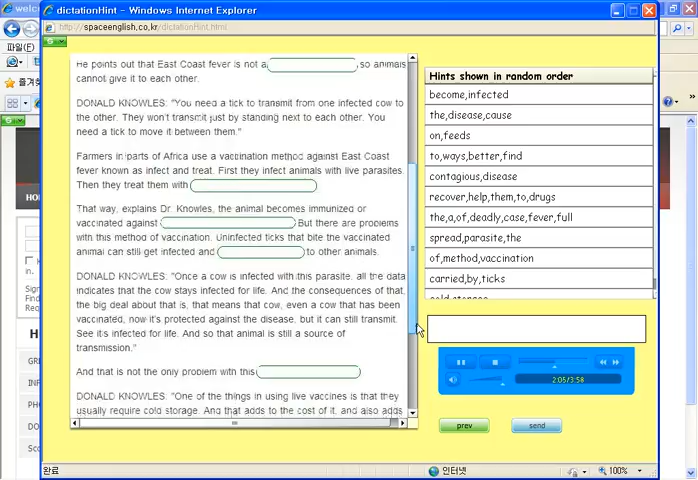 dictationHint - Windows Internet Explorer
http://spaceenglish.co,kr/dictationHint,html
He points out that East Coast fever is not a , so animals
cannot give it to each other.
DONALD KNOWLES: "You need a tick to transmit from one infected cow to
the other. They won't transmit just by standing next to each other. You
need a tick to move it between them."
Farmers in parts of Africa use a vaccination method against East Coast
fever known as infect and treat. First they infect animals with live parasites.
Then they treat them with
That way, explains Dr. Knowles, the animal becomes immunized or
vaccinated against But there are problems
with this method of vaccination. Uninfected ticks that bite the vaccinated
animal can still get infected and to other animals.
DONALD KNOWLES: "Once a cow is infected with this parasite, all the data
indicates that the cow stays infected for life. And the consequences of that,
the big deal about that is, that means that cow, even a cow that has been
vaccinated, now it's protected against the disease, but it can still transmit.
See it's infected for life. And so that animal is still a source of
transmission."
And that is not the only problem with this
DONALD KNOWLES: "One of the things in using live vaccines is that they
usually require cold storage. And that adds to the cost of it, and also adds
Hints shown in random order
become,infected
the,disease,cause
on,feeds
to,ways,better,find
contagious,disease
recover,help,them,to,drugs
the,a,of,deadly,case,fever,full
spread,parasite,the
of,method,vaccination
carried,by,ticks
cold,storage
2:05/3:58
prev
send
완료
인터넷
100%
welc
파일(F)
즐겨
HOM
in.
Sign
H
GRE
INF
PH
DO
Sco